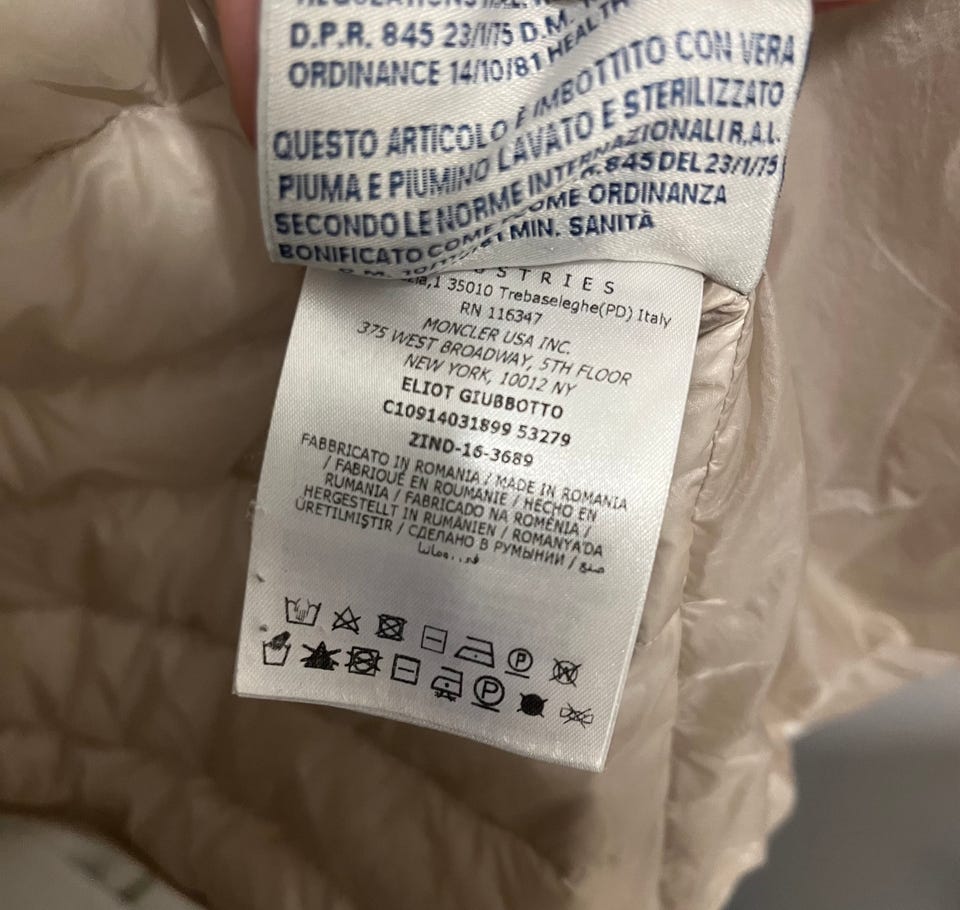 D.P.R. 845 23/1/75 D.M.
ORDINANCE 14/10/81 HEALTH
QUESTO ARTICOLO È IMBOTTITO CON VERA
PIUMA E PIUMINO LAVATO E STERILIZZATO
SECONDO LE NORME INTERNAZIONALI R.A.L.
BONIFICATO COME 845 DEL 23/1/75
D.M. COME ORDINANZA
MIN. SANITÀ
STRIES
,1 35010 Trebaseleghe(PD) Italy
RN 116347
MONCLER USA INC.
375 WEST BROADWAY, 5TH FLOOR
NEW YORK, 10012 NY
ELIOT GIUBBOTTO
C10914031899 53279
ZIND-16-3689
FABBRICATO IN ROMANIA / MADE IN ROMANIA
/ FABRIQUÉ EN ROUMANIE / HECHO EN
RUMANIA / FABRICADO NA ROMÉNIA /
HERGESTELLT IN RUMÄNIEN / ROMANYA'DA
ÜRETILMIŞTIR / СДЕЛАНО В РУМЫНИИ /
P W
P